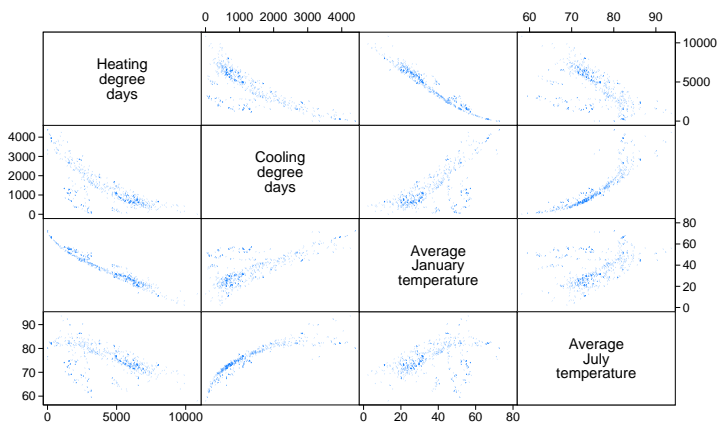 0 1000 2000 3000 4000
60 70 80 90
Heating
degree
days
10000
5000
0
4000
3000
2000
1000
0
Cooling
degree
days
Average
January
temperature
80
60
40
20
0
90
80
70
60
Average
July
temperature
0 5000 10000
0 20 40 60 80